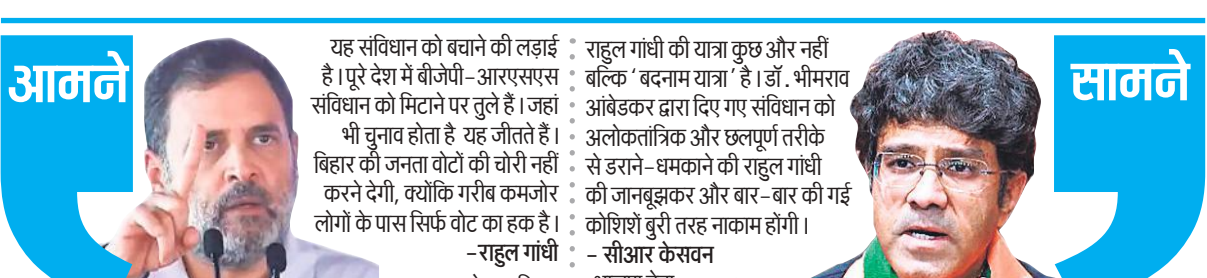 आमने
यह संविधान को बचाने की लड़ाई
है। पूरे देश में बीजेपी-आरएसएस
संविधान को मिटाने पर तुले हैं। जहां
भी चुनाव होता है यह जीतते हैं।
बिहार की जनता वोटों की चोरी नहीं
करने देगी, क्योंकि गरीब कमजोर
लोगों के पास सिर्फ वोट का हक है।
-राहुल गांधी
राहुल गांधी की यात्रा कुछ और नहीं
बल्कि 'बदनाम यात्रा' है। डॉ. भीमराव
आंबेडकर द्वारा दिए गए संविधान को
अलोकतांत्रिक और छलपूर्ण तरीके
से डराने-धमकाने की राहुल गांधी
की जानबूझकर और बार-बार की गई
कोशिशें बुरी तरह नाकाम होंगी।
- सीआर केसवन
सामने